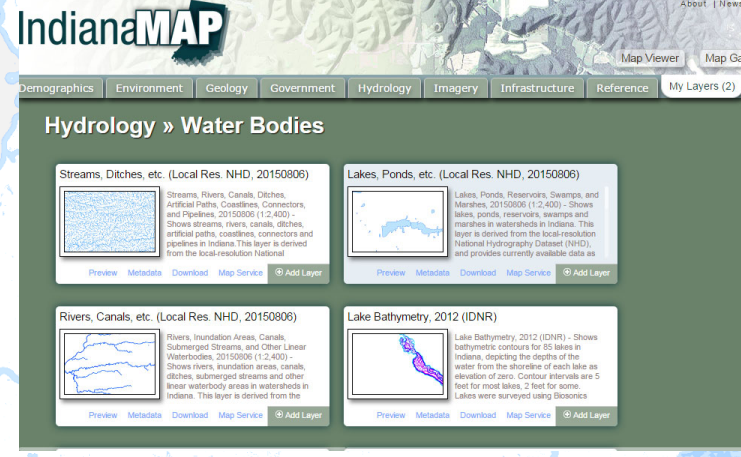 About | News
IndianaMAP
Map Viewer Map Ga
Demographics Environment Geology Government Hydrology Imagery Infrastructure Reference My Layers (2)
Hydrology » Water Bodies
Streams, Ditches, etc. (Local Res. NHD, 20150806)
Streams, Rivers, Canals, Ditches,
Artificial Paths, Coastlines, Connectors,
and Pipelines, 20150806 (1:2,400) -
Shows streams, rivers, canals, ditches,
artificial paths, coastlines, connectors and
pipelines in Indiana.This layer is derived
from the local-resolution National
Preview Metadata Download Map Service Add Layer
Lakes, Ponds, etc. (Local Res. NHD, 20150806)
Lakes, Ponds, Reservoirs, Swamps, and
Marshes, 20150806 (1:2,400) - Shows
lakes, ponds, reservoirs, swamps and
marshes in watersheds in Indiana. This
layer is derived from the local-resolution
National Hydrography Dataset (NHD),
and provides currently available data as
Preview Metadata Download Map Service Add Layer
Rivers, Canals, etc. (Local Res. NHD, 20150806)
Rivers, Inundation Areas, Canals,
Submerged Streams, and Other Linear
Waterbodies, 20150806 (1:2,400) -
Shows rivers, inundation areas, canals,
ditches, submerged streams and other
linear waterbody areas in watersheds in
Indiana. This layer is derived from the
Preview Metadata Download Map Service Add Layer
Lake Bathymetry, 2012 (IDNR)
Lake Bathymetry, 2012 (IDNR) - Shows
bathymetric contours for 85 lakes in
Indiana, depicting the depths of the
water from the shoreline of each lake as
elevation of zero. Contour intervals are 5
feet for most lakes, 2 feet for some.
Lakes were surveyed using Biosonics
Preview Metadata Download Map Service Add Layer